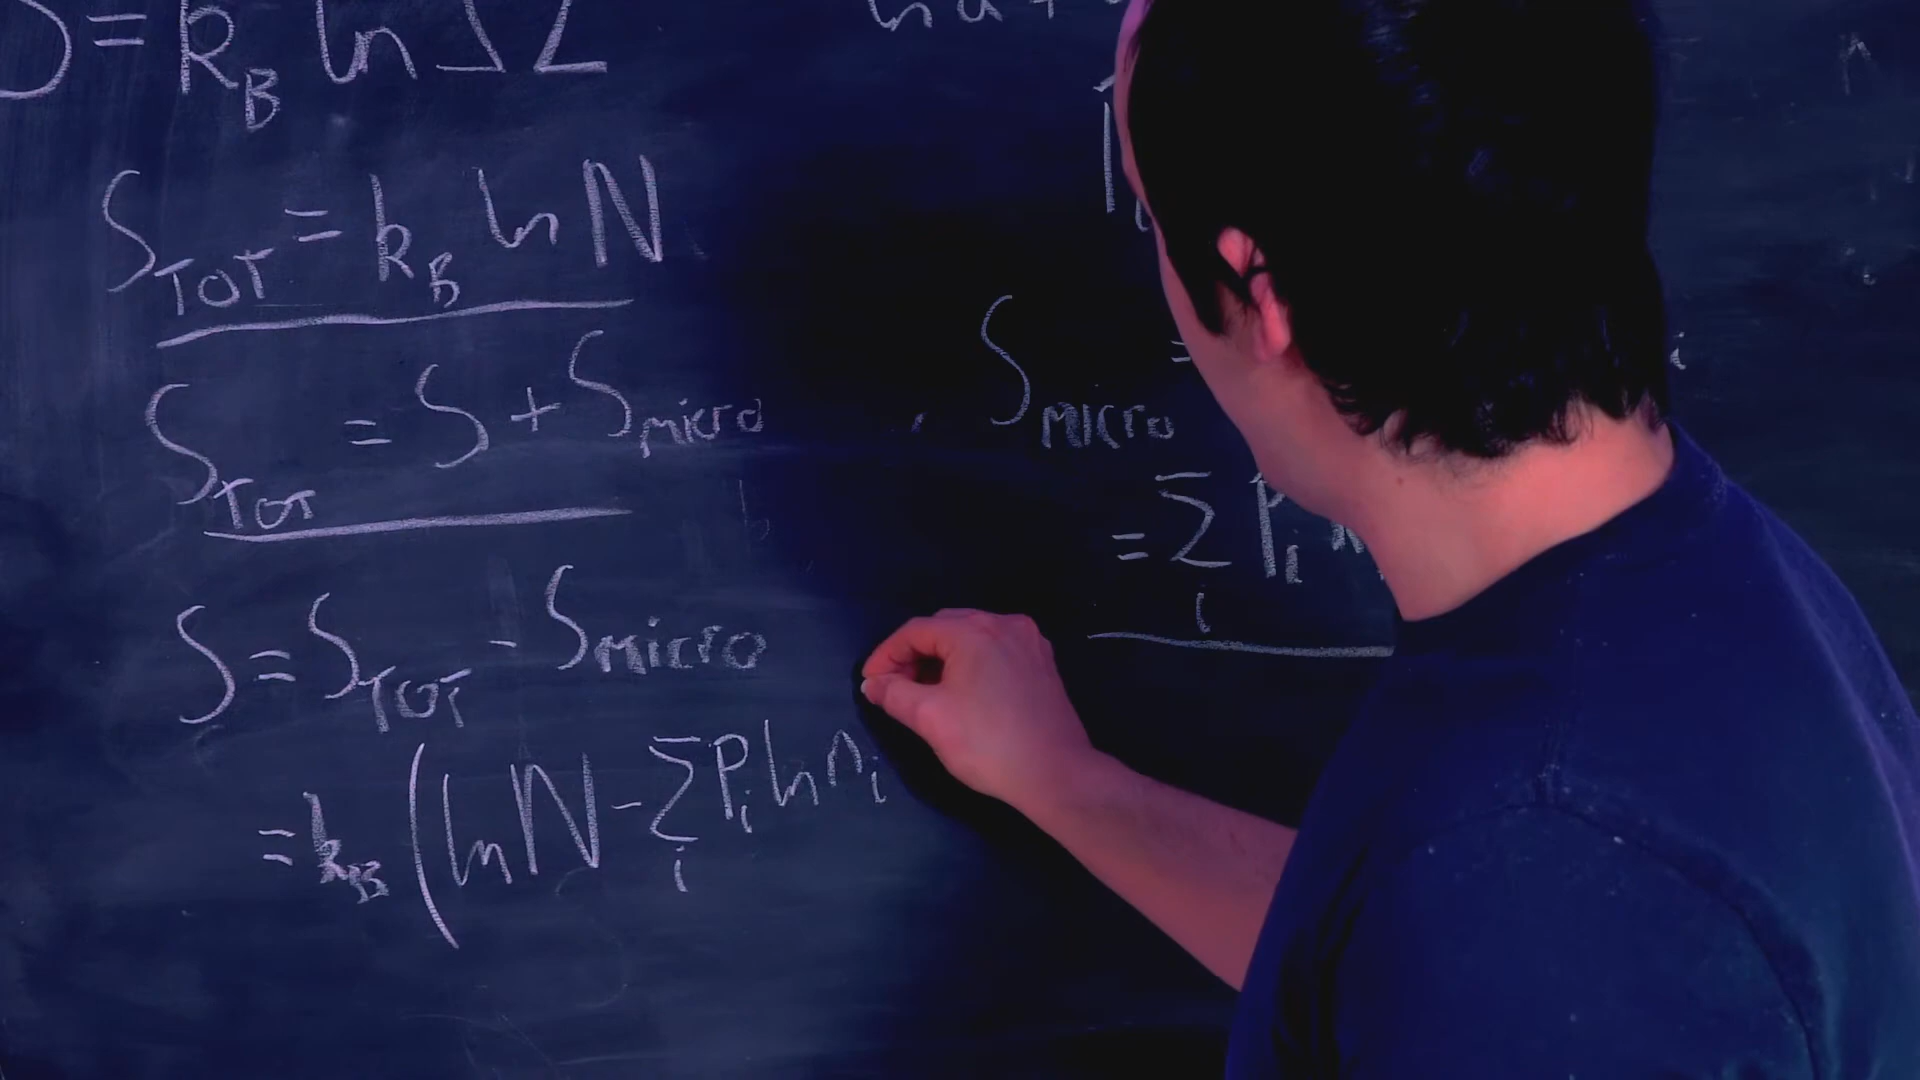 S = k_B ln Ω
S_TOT = k_B ln N
S_TOT = S + S_micro , S_MICRO =
= Σ_i P_i
S = S_TOT - S_MICRO
= k_B ( ln N - Σ_i P_i ln n_i